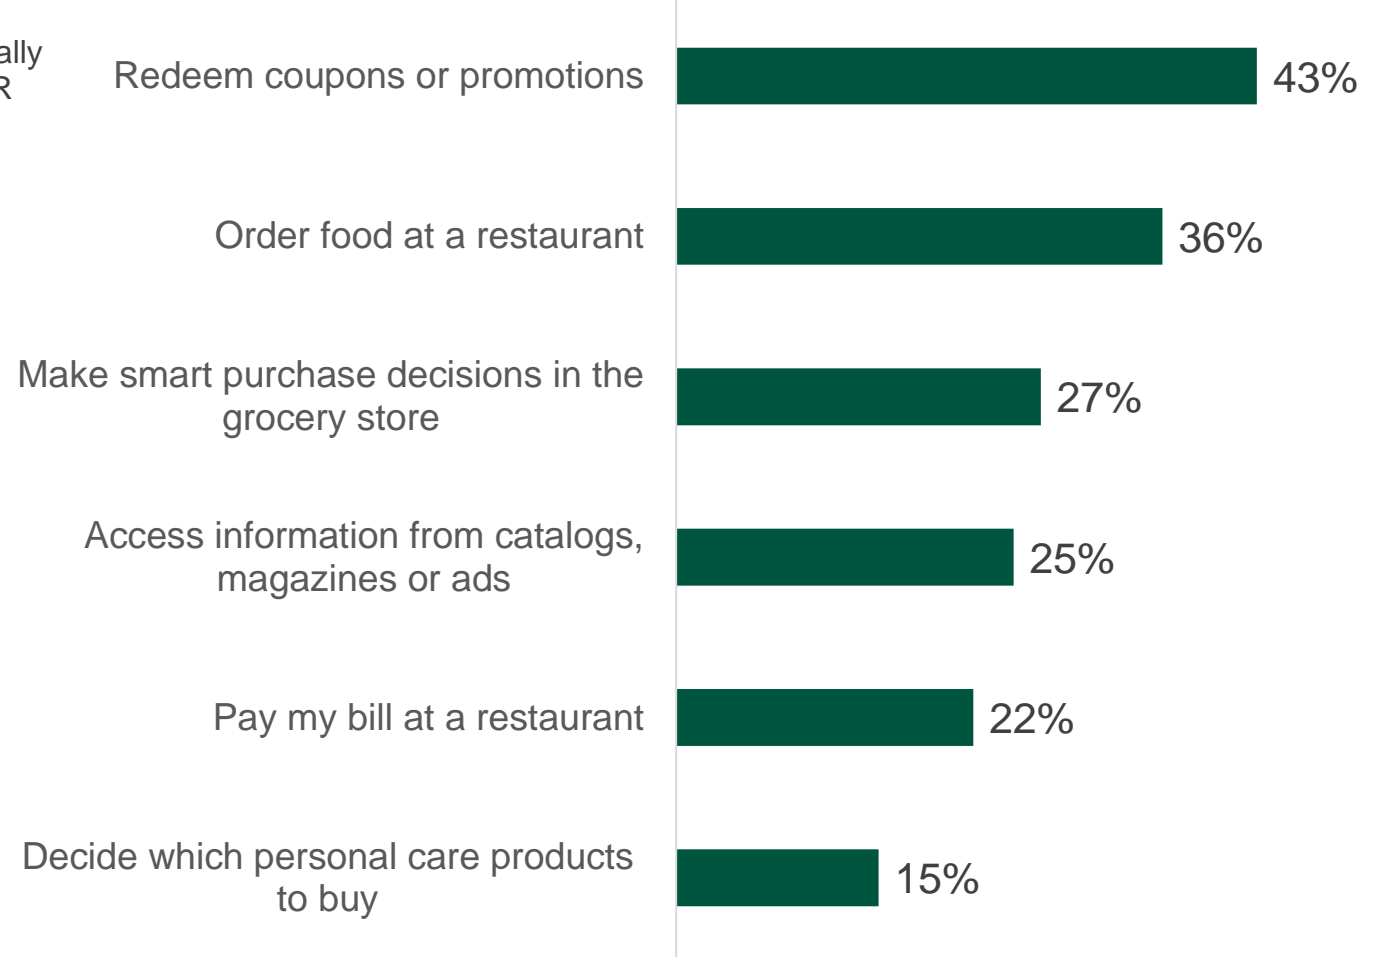 ally
R
Redeem coupons or promotions
43%
Order food at a restaurant
36%
Make smart purchase decisions in the
grocery store
27%
Access information from catalogs,
magazines or ads
25%
Pay my bill at a restaurant
22%
Decide which personal care products
to buy
15%